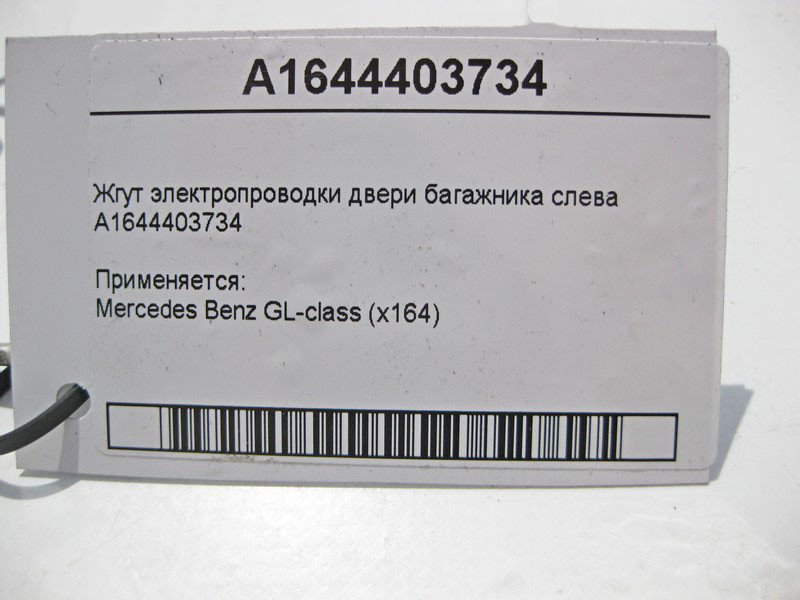 A1644403734
Жгут электропроводки двери багажника слева
A1644403734
Применяется:
Mercedes Benz GL-class (x164)